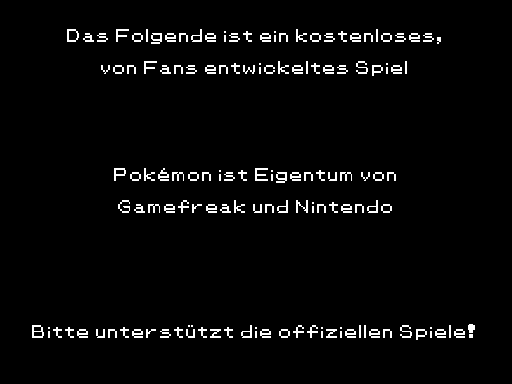 Das Folgende ist ein kostenloses,
von Fans entwickeltes Spiel
Pokémon ist Eigentum von
Gamefreak und Nintendo
Bitte unterstützt die offiziellen Spiele!